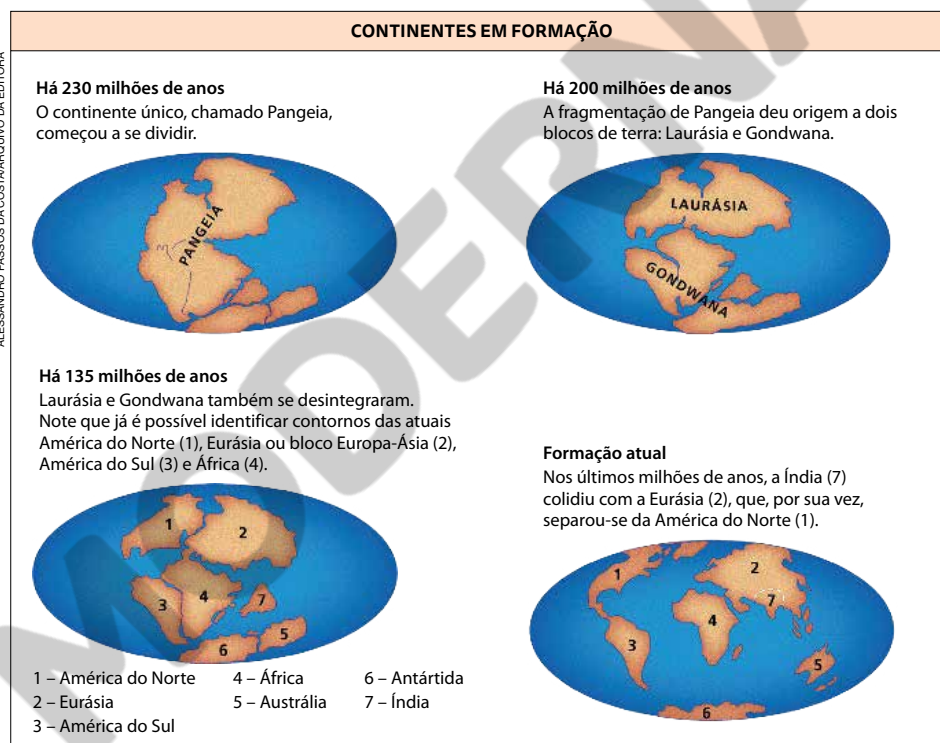 CONTINENTES EM FORMAÇÃO
ALESSANDRO PASSOS DA COSTA/ARQUIVO DA EDITORA
Há 230 milhões de anos
O continente único, chamado Pangeia,
começou a se dividir.
PANGEIA
Há 200 milhões de anos
A fragmentação de Pangeia deu origem a dois
blocos de terra: Laurásia e Gondwana.
LAURÁSIA
GONDWANA
Há 135 milhões de anos
Laurásia e Gondwana também se desintegraram.
Note que já é possível identificar contornos das atuais
América do Norte (1), Eurásia ou bloco Europa-Ásia (2),
América do Sul (3) e África (4).
1
2
3
4
7
5
6
1 – América do Norte
2 – Eurásia
3 – América do Sul
4 – África
5 – Austrália
6 – Antártida
7 – Índia
Formação atual
Nos últimos milhões de anos, a Índia (7)
colidiu com a Eurásia (2), que, por sua vez,
separou-se da América do Norte (1).
1
2
7
4
3
5
6
MODERNA